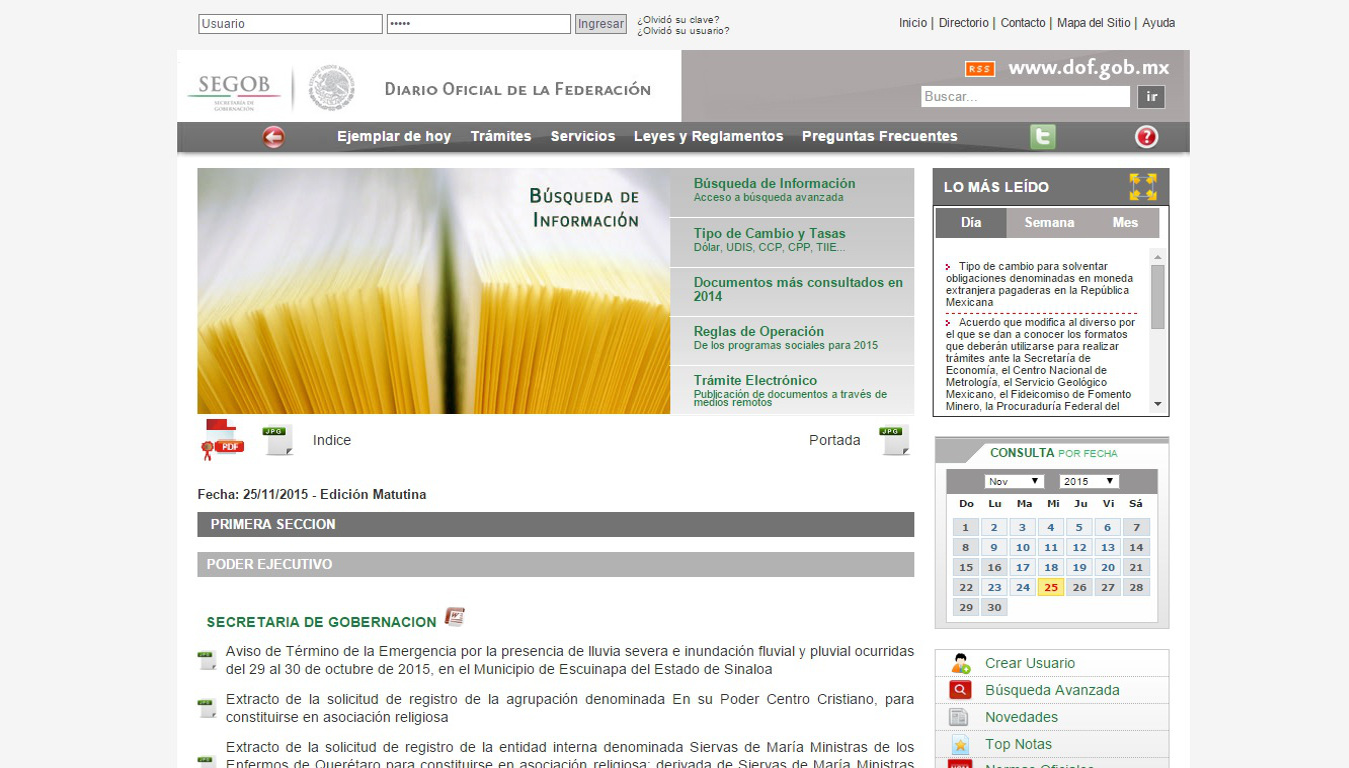 Usuario
•••••
Ingresar
¿Olvidó su clave?
¿Olvidó su usuario?
Inicio | Directorio | Contacto | Mapa del Sitio | Ayuda
SEGOB
SECRETARÍA DE
GOBERNACIÓN
DIARIO OFICIAL DE LA FEDERACIÓN
RSS
www.dof.gob.mx
Buscar...
ir
Ejemplar de hoy Trámites Servicios Leyes y Reglamentos Preguntas Frecuentes
BÚSQUEDA DE
INFORMACIÓN
Búsqueda de Información
Acceso a búsqueda avanzada
Tipo de Cambio y Tasas
Dólar, UDIS, CCP, CPP, TIIE...
Documentos más consultados en
2014
Reglas de Operación
De los programas sociales para 2015
Trámite Electrónico
Publicación de documentos a través de
medios remotos
LO MÁS LEÍDO
Día Semana Mes
Tipo de cambio para solventar
obligaciones denominadas en moneda
extranjera pagaderas en la República
Mexicana
Acuerdo que modifica al diverso por
el que se dan a conocer los formatos
que deberán utilizarse para realizar
trámites ante la Secretaría de
Economía, el Centro Nacional de
Metrología, el Servicio Geológico
Mexicano, el Fideicomiso de Fomento
Minero, la Procuraduría Federal del
PDF
JPG
Indice
Portada
JPG
CONSULTA POR FECHA
Nov 2015
Do Lu Ma Mi Ju Vi Sá
1 2 3 4 5 6 7
8 9 10 11 12 13 14
15 16 17 18 19 20 21
22 23 24 25 26 27 28
29 30
Fecha: 25/11/2015 - Edición Matutina
PRIMERA SECCION
PODER EJECUTIVO
SECRETARIA DE GOBERNACION
JPG
Aviso de Término de la Emergencia por la presencia de lluvia severa e inundación fluvial y pluvial ocurridas
del 29 al 30 de octubre de 2015, en el Municipio de Escuinapa del Estado de Sinaloa
JPG
Extracto de la solicitud de registro de la agrupación denominada En su Poder Centro Cristiano, para
constituirse en asociación religiosa
JPG
Extracto de la solicitud de registro de la entidad interna denominada Siervas de María Ministras de los
Enfermos de Querétaro para constituirse en asociación religiosa; derivada de Siervas de María Ministras
Crear Usuario
Búsqueda Avanzada
Novedades
Top Notas
Normas Oficiales